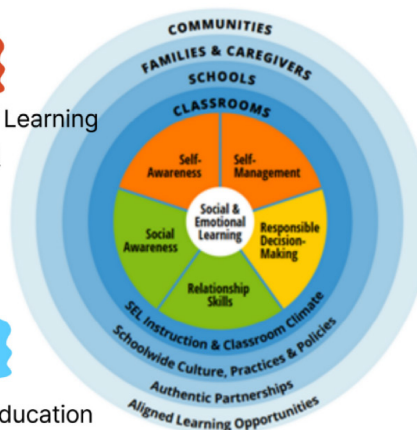 COMMUNITIES
FAMILIES & CAREGIVERS
SCHOOLS
CLASSROOMS
Learning
Self-
Awareness
Self-
Management
Social &
Emotional
Learning
Social
Awareness
Responsible
Decision-
Making
Relationship
Skills
SEL Instruction & Classroom Climate
Schoolwide Culture, Practices & Policies
Authentic Partnerships
Aligned Learning Opportunities
ducation